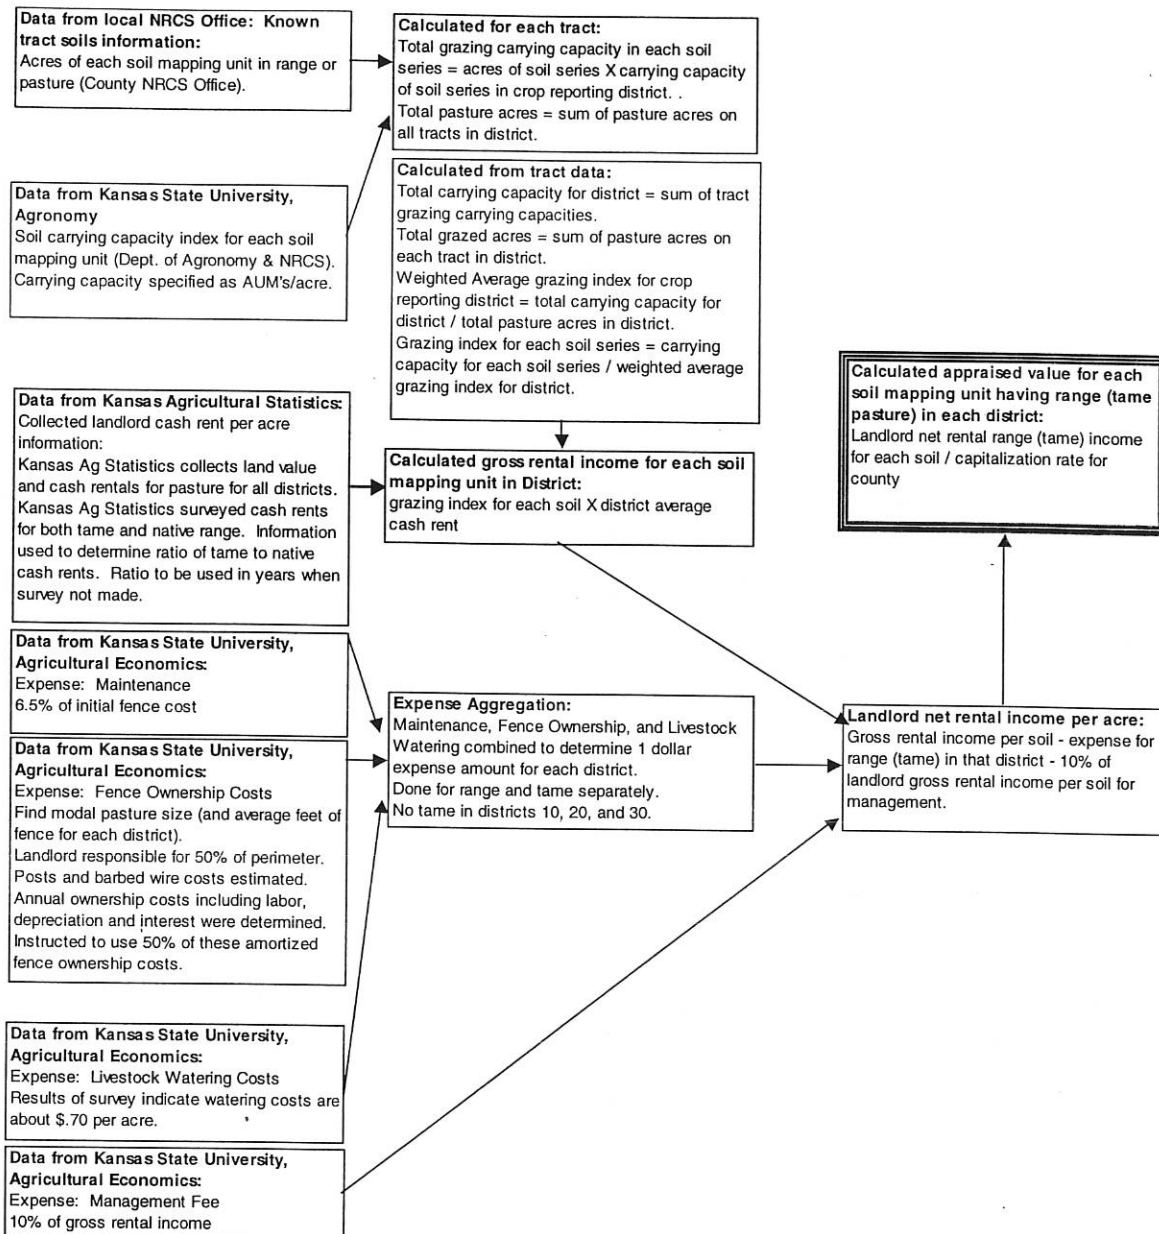 Data from local NRCS Office:  Known
tract soils information:
Acres of each soil mapping unit in range or
pasture (County NRCS Office).
Calculated for each tract:
Total grazing carrying capacity in each soil
series = acres of soil series X carrying capacity
of soil series in crop reporting district. .
Total pasture acres = sum of pasture acres on
all tracts in district.
Data from Kansas State University,
Agronomy
Soil carrying capacity index for each soil
mapping unit (Dept. of Agronomy & NRCS).
Carrying capacity specified as AUM's/acre.
Calculated from tract data:
Total carrying capacity for district = sum of tract
grazing carrying capacities.
Total grazed acres = sum of pasture acres on
each tract in district.
Weighted Average grazing index for crop
reporting district = total carrying capacity for
district / total pasture acres in district.
Grazing index for each soil series = carrying
capacity for each soil series / weighted average
grazing index for district.
Data from Kansas Agricultural Statistics:
Collected landlord cash rent per acre
information:
Kansas Ag Statistics collects land value
and cash rentals for pasture for all districts.
Kansas Ag Statistics surveyed cash rents
for both tame and native range.  Information
used to determine ratio of tame to native
cash rents.  Ratio to be used in years when
survey not made.
Calculated gross rental income for each soil
mapping unit in District:
grazing index for each soil X district average
cash rent
Calculated appraised value for each
soil mapping unit having range (tame
pasture) in each district:
Landlord net rental range (tame) income
for each soil / capitalization rate for
county
Data from Kansas State University,
Agricultural Economics:
Expense:  Maintenance
6.5% of initial fence cost
Data from Kansas State University,
Agricultural Economics:
Expense:  Fence Ownership Costs
Find modal pasture size (and average feet of
fence for each district).
Landlord responsible for 50% of perimeter.
Posts and barbed wire costs estimated.
Annual ownership costs including labor,
depreciation and interest were determined.
Instructed to use 50% of these amortized
fence ownership costs.
Expense Aggregation:
Maintenance, Fence Ownership, and Livestock
Watering combined to determine 1 dollar
expense amount for each district.
Done for range and tame separately.
No tame in districts 10, 20, and 30.
Landlord net rental income per acre:
Gross rental income per soil - expense for
range (tame) in that district - 10% of
landlord gross rental income per soil for
management.
Data from Kansas State University,
Agricultural Economics:
Expense:  Livestock Watering Costs
Results of survey indicate watering costs are
about $.70 per acre.
Data from Kansas State University,
Agricultural Economics:
Expense:  Management Fee
10% of gross rental income